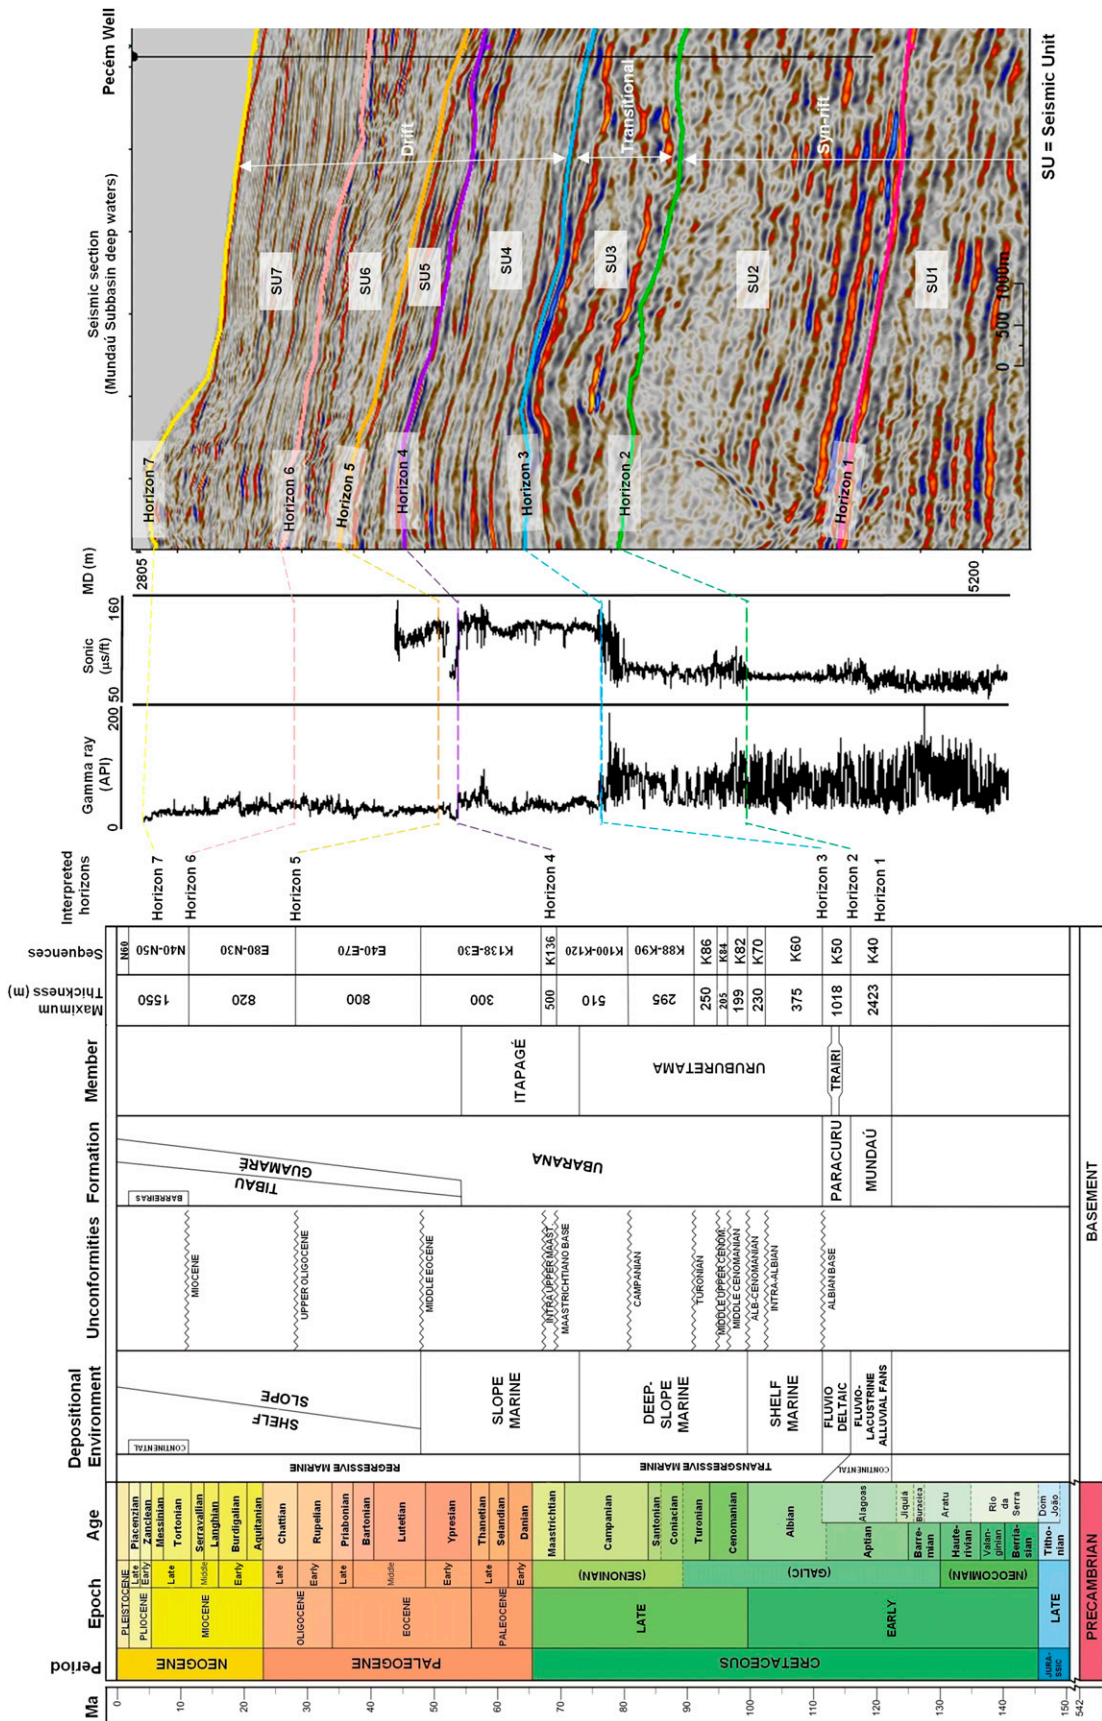 Seismic section
(Mundaú Subbasin deep waters)
Pecém Well
Drift
Transitional
Syn-rift
SU7
SU6
SU5
SU4
SU3
SU2
SU1
Horizon 7
Horizon 6
Horizon 5
Horizon 4
Horizon 3
Horizon 2
Horizon 1
0 500 1000m
SU = Seismic Unit
MD (m)
2805
5200
Sonic
(µs/ft)
50
160
Gamma ray
(API)
0
200
Interpreted
horizons
Horizon 7
Horizon 6
Horizon 5
Horizon 4
Horizon 3
Horizon 2
Horizon 1
Sequences
N60
N40-N50
E80-N30
E40-E70
K138-E30
K136
K100-K120
K88-K90
K86
K84
K82
K70
K60
K50
K40
Maximum
Thickness (m)
1550
820
800
300
500
510
295
250
205
199
230
375
1018
2423
Member
ITAPAGÉ
URUBURETAMA
TRAIRI
Formation
BARREIRAS
TIBAU
GUAMARÉ
UBARANA
PARACURU
MUNDAÚ
BASEMENT
Unconformities
MIOCENE
UPPER OLIGOCENE
MIDDLE EOCENE
INTRA UPPER MAAST.
MAASTRICHTIANO BASE
CAMPANIAN
TURONIAN
MIDDLE UPPER CENOM.
MIDDLE CENOMANIAN
ALB-CENOMANIAN
INTRA-ALBIAN
ALBIAN BASE
Depositional
Environment
CONTINENTAL
SHELF
SLOPE
SLOPE
MARINE
DEEP-
SLOPE
MARINE
SHELF
MARINE
FLUVIO
DELTAIC
FLUVIO-
LACUSTRINE
ALLUVIAL FANS
REGRESSIVE MARINE
TRANSGRESSIVE MARINE
CONTINENTAL
Age
Piacenzian
Zanclean
Messinian
Tortonian
Serravallian
Langhian
Burdigalian
Aquitanian
Chattian
Rupelian
Priabonian
Bartonian
Lutetian
Ypresian
Thanetian
Selandian
Danian
Maastrichtian
Campanian
Santonian
Coniacian
Turonian
Cenomanian
Albian
Aptian
Barre-
mian
Haute-
rivian
Valan-
ginian
Berria-
sian
Titho-
nian
Alagoas
Jiquiá
Buracica
Aratu
Rio
da
Serra
Dom
João
Epoch
PLEISTOCENE
PLIOCENE
Late
Early
MIOCENE
Late
Middle
Early
OLIGOCENE
Late
Early
EOCENE
Late
Middle
Early
PALEOCENE
Late
Early
LATE
(SENONIAN)
EARLY
(GALIC)
(NEOCOMIAN)
LATE
Period
NEOGENE
PALEOGENE
CRETACEOUS
JURA-
SSIC
PRECAMBRIAN
Ma
0
10
20
30
40
50
60
70
80
90
100
110
120
130
140
150
542